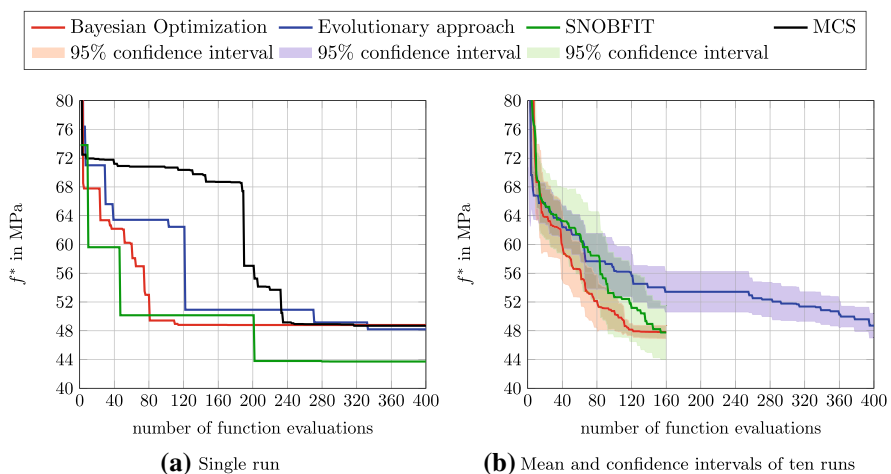 Bayesian Optimization Evolutionary approach SNOBFIT MCS
95% confidence interval 95% confidence interval 95% confidence interval
80 76 72 68 64 60 56 52 48 44 40
f* in MPa
0 40 80 120 160 200 240 280 320 360 400
number of function evaluations
(a) Single run
80 76 72 68 64 60 56 52 48 44 40
f* in MPa
0 40 80 120 160 200 240 280 320 360 400
number of function evaluations
(b) Mean and confidence intervals of ten runs